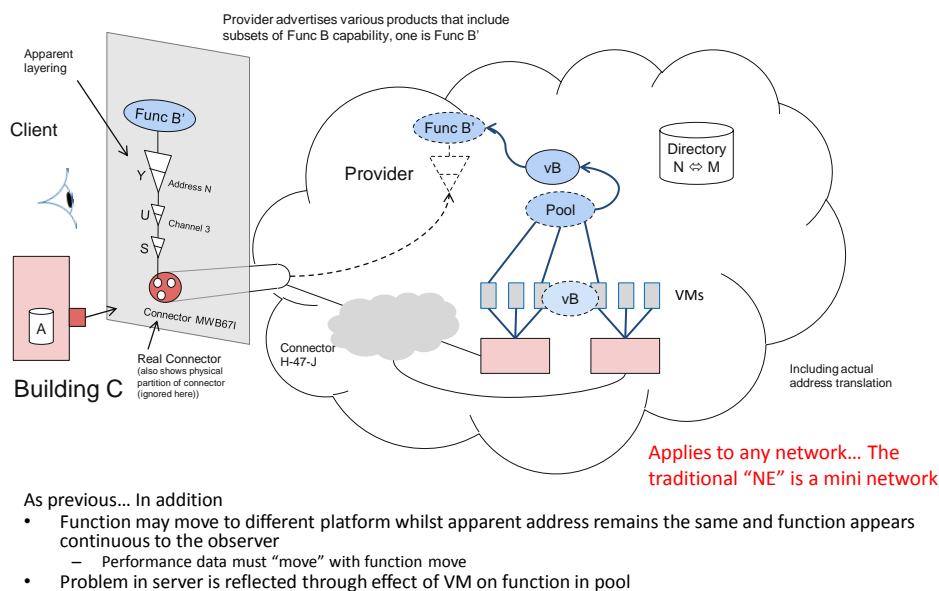 Provider advertises various products that include
subsets of Func B capability, one is Func B’
Apparent
layering
Client
Func B’
Y
Address N
U
Channel 3
S
Connector MWB67I
A
Building C
Real Connector
(also shows physical
partition of connector
(ignored here))
Provider
Func B’
vB
Pool
Directory
N ⇔ M
vB
VMs
Connector
H-47-J
Including actual
address translation
Applies to any network… The
traditional “NE” is a mini network
As previous… In addition
• Function may move to different platform whilst apparent address remains the same and function appears
continuous to the observer
– Performance data must “move” with function move
• Problem in server is reflected through effect of VM on function in pool